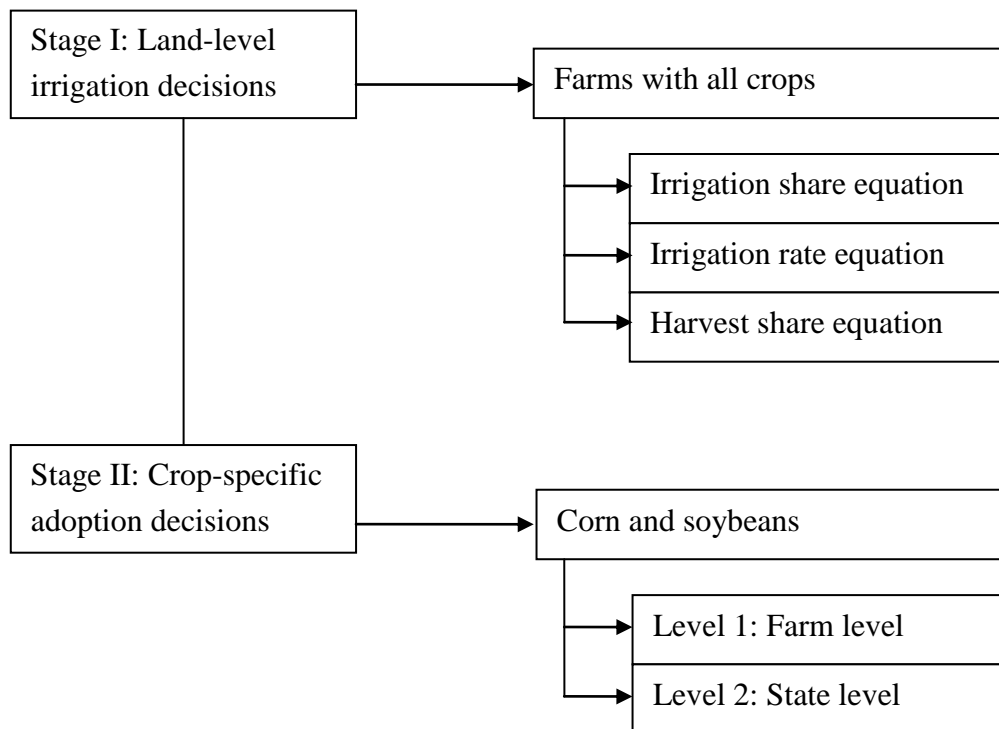 Stage I: Land-level
irrigation decisions
Farms with all crops
Irrigation share equation
Irrigation rate equation
Harvest share equation
Stage II: Crop-specific
adoption decisions
Corn and soybeans
Level 1: Farm level
Level 2: State level